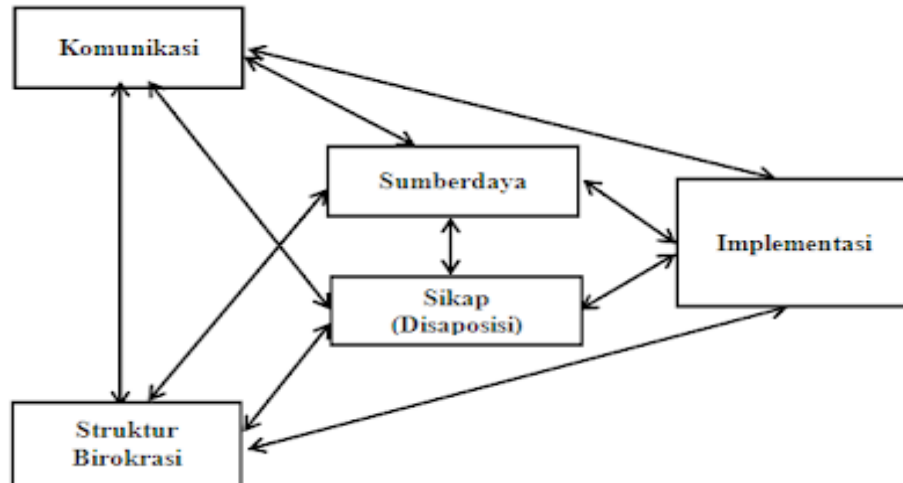 Komunikasi
Sumberdaya
Implementasi
Sikap
(Disaposisi)
Struktur
Birokrasi